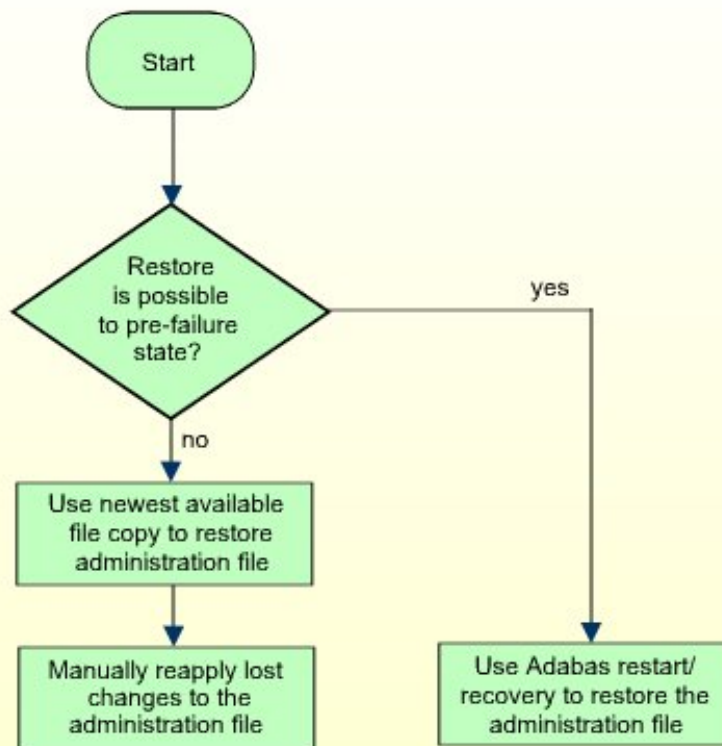 Start
Restore
is possible
to pre-failure
state?
yes
no
Use newest available
file copy to restore
administration file
Manually reapply lost
changes to the
administration file
Use Adabas restart/
recovery to restore the
administration file